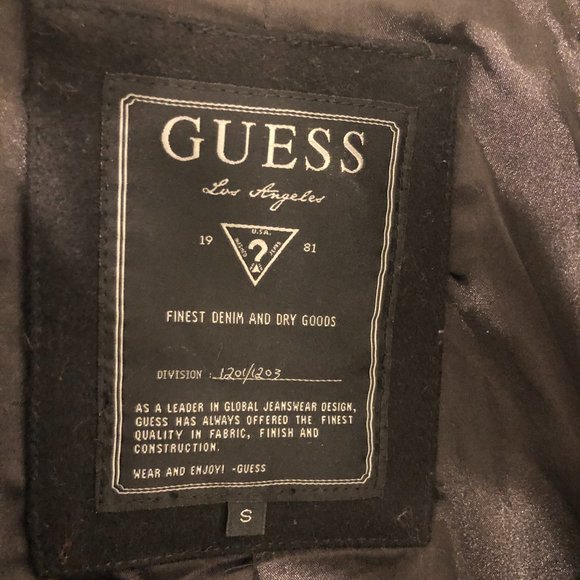 GUESS
Los Angeles
19 81
U.S.A.
?
FINEST DENIM AND DRY GOODS
DIVISION : 1201/1203
AS A LEADER IN GLOBAL JEANSWEAR DESIGN,
GUESS HAS ALWAYS OFFERED THE FINEST
QUALITY IN FABRIC, FINISH AND
CONSTRUCTION.
WEAR AND ENJOY! -GUESS
S